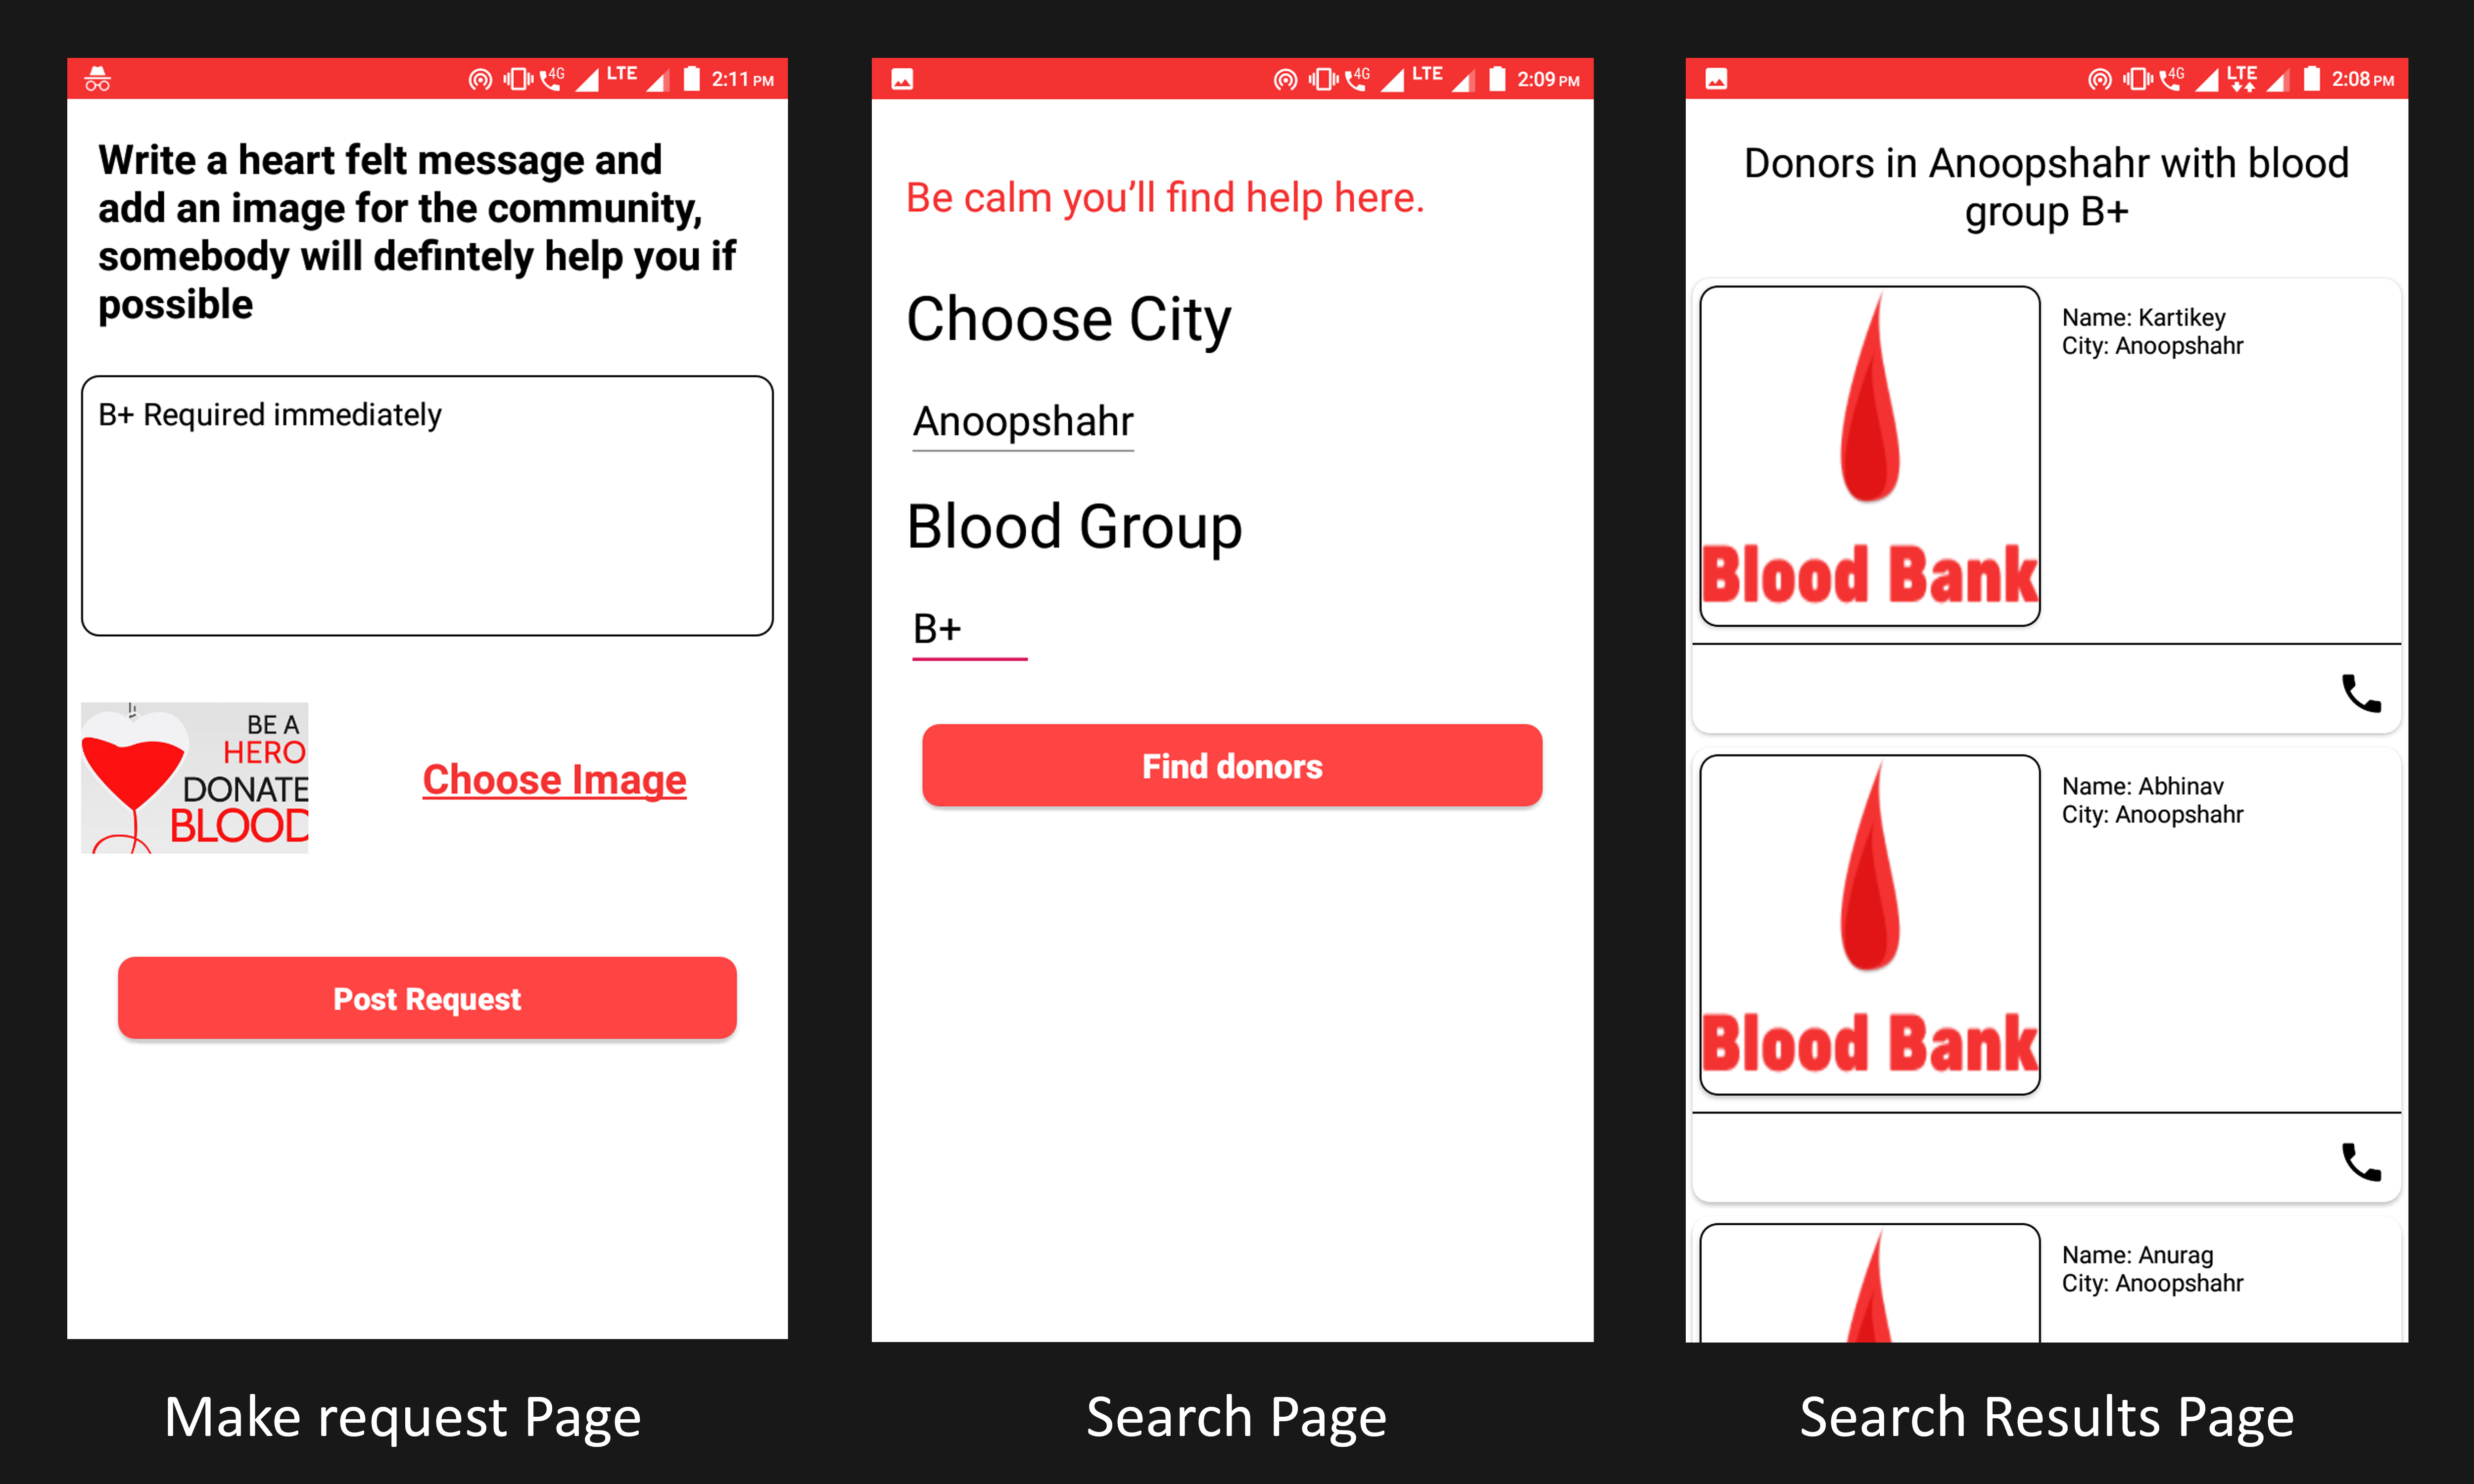 4G LTE 2:11 PM
Write a heart felt message and
add an image for the community,
somebody will defintely help you if
possible
B+ Required immediately
BE A
HERO
DONATE
BLOOD
Choose Image
Post Request
Make request Page
4G LTE 2:09 PM
Be calm you’ll find help here.
Choose City
Anoopshahr
Blood Group
B+
Find donors
Search Page
4G LTE 2:08 PM
Donors in Anoopshahr with blood
group B+
Name: Kartikey
City: Anoopshahr
Blood Bank
Name: Abhinav
City: Anoopshahr
Blood Bank
Name: Anurag
City: Anoopshahr
Search Results Page